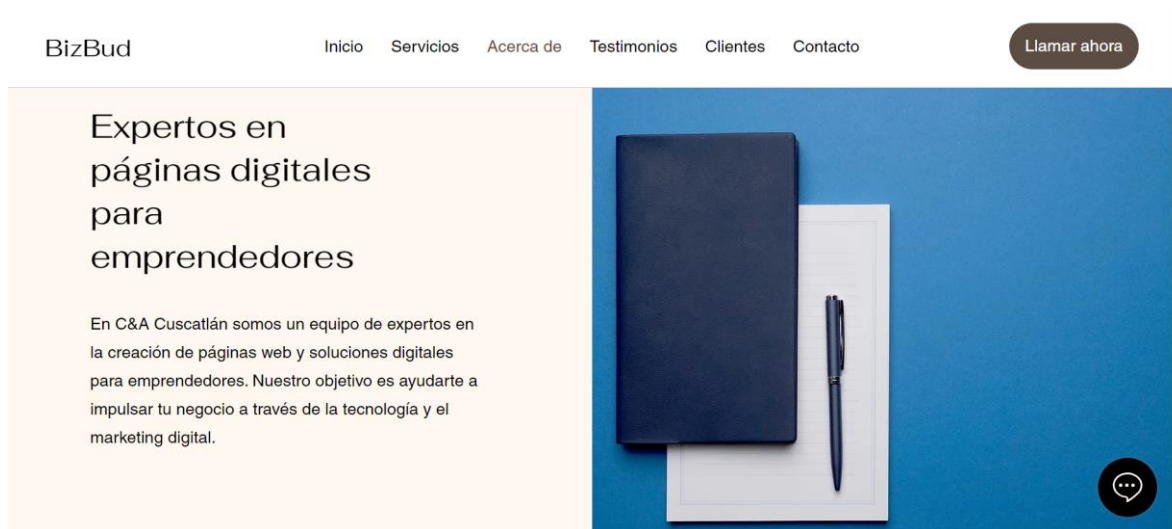 BizBud
Inicio Servicios Acerca de Testimonios Clientes Contacto
Llamar ahora
Expertos en
páginas digitales
para
emprendedores
En C&A Cuscatlán somos un equipo de expertos en
la creación de páginas web y soluciones digitales
para emprendedores. Nuestro objetivo es ayudarte a
impulsar tu negocio a través de la tecnología y el
marketing digital.